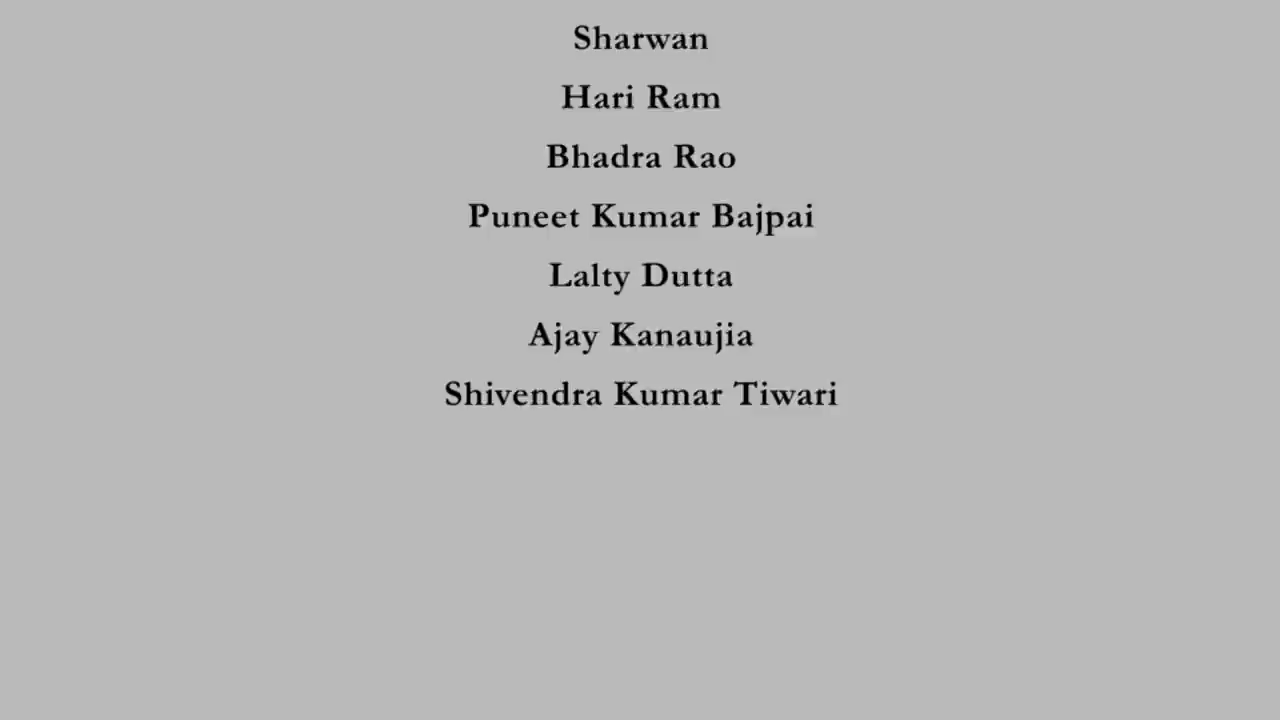 Sharwan
Hari Ram
Bhadra Rao
Puneet Kumar Bajpai
Lalty Dutta
Ajay Kanaujia
Shivendra Kumar Tiwari